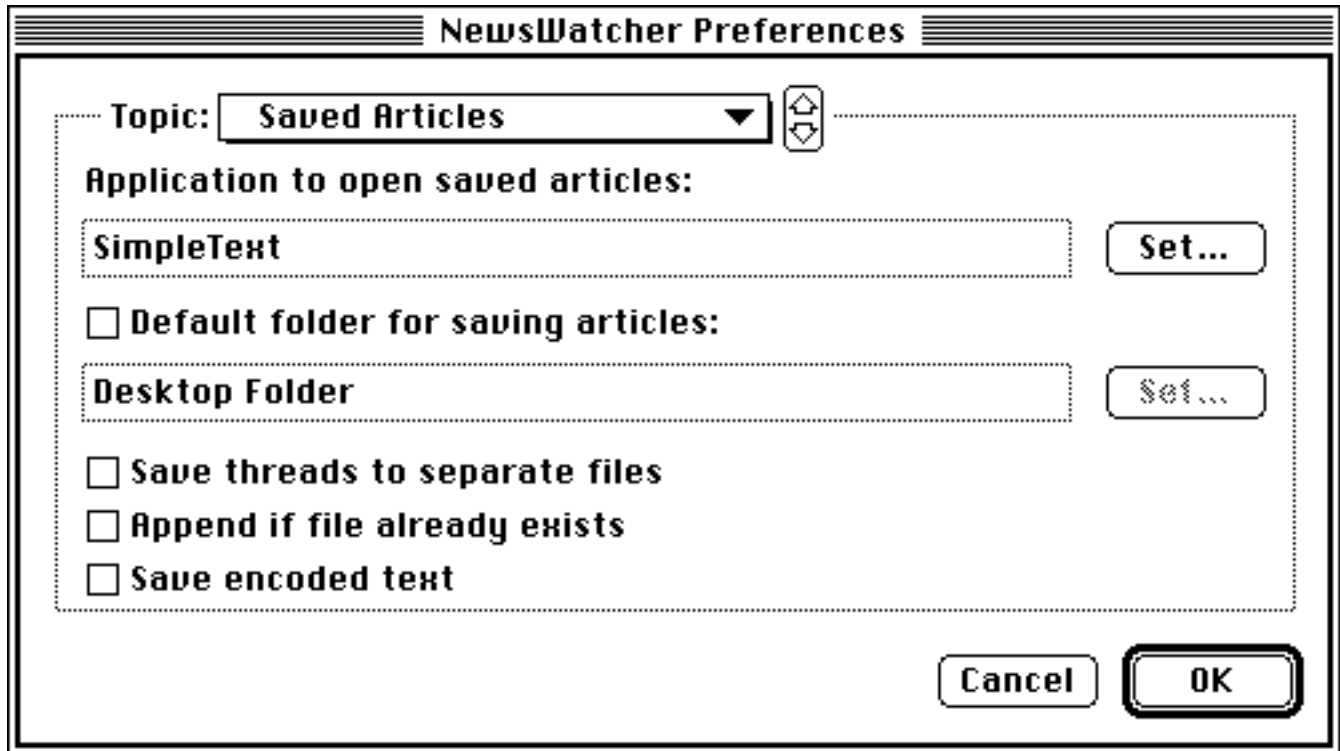 NewsWatcher Preferences
Topic: Saved Articles
Application to open saved articles:
SimpleText Set...
Default folder for saving articles:
Desktop Folder Set...
Save threads to separate files
Append if file already exists
Save encoded text
Cancel OK